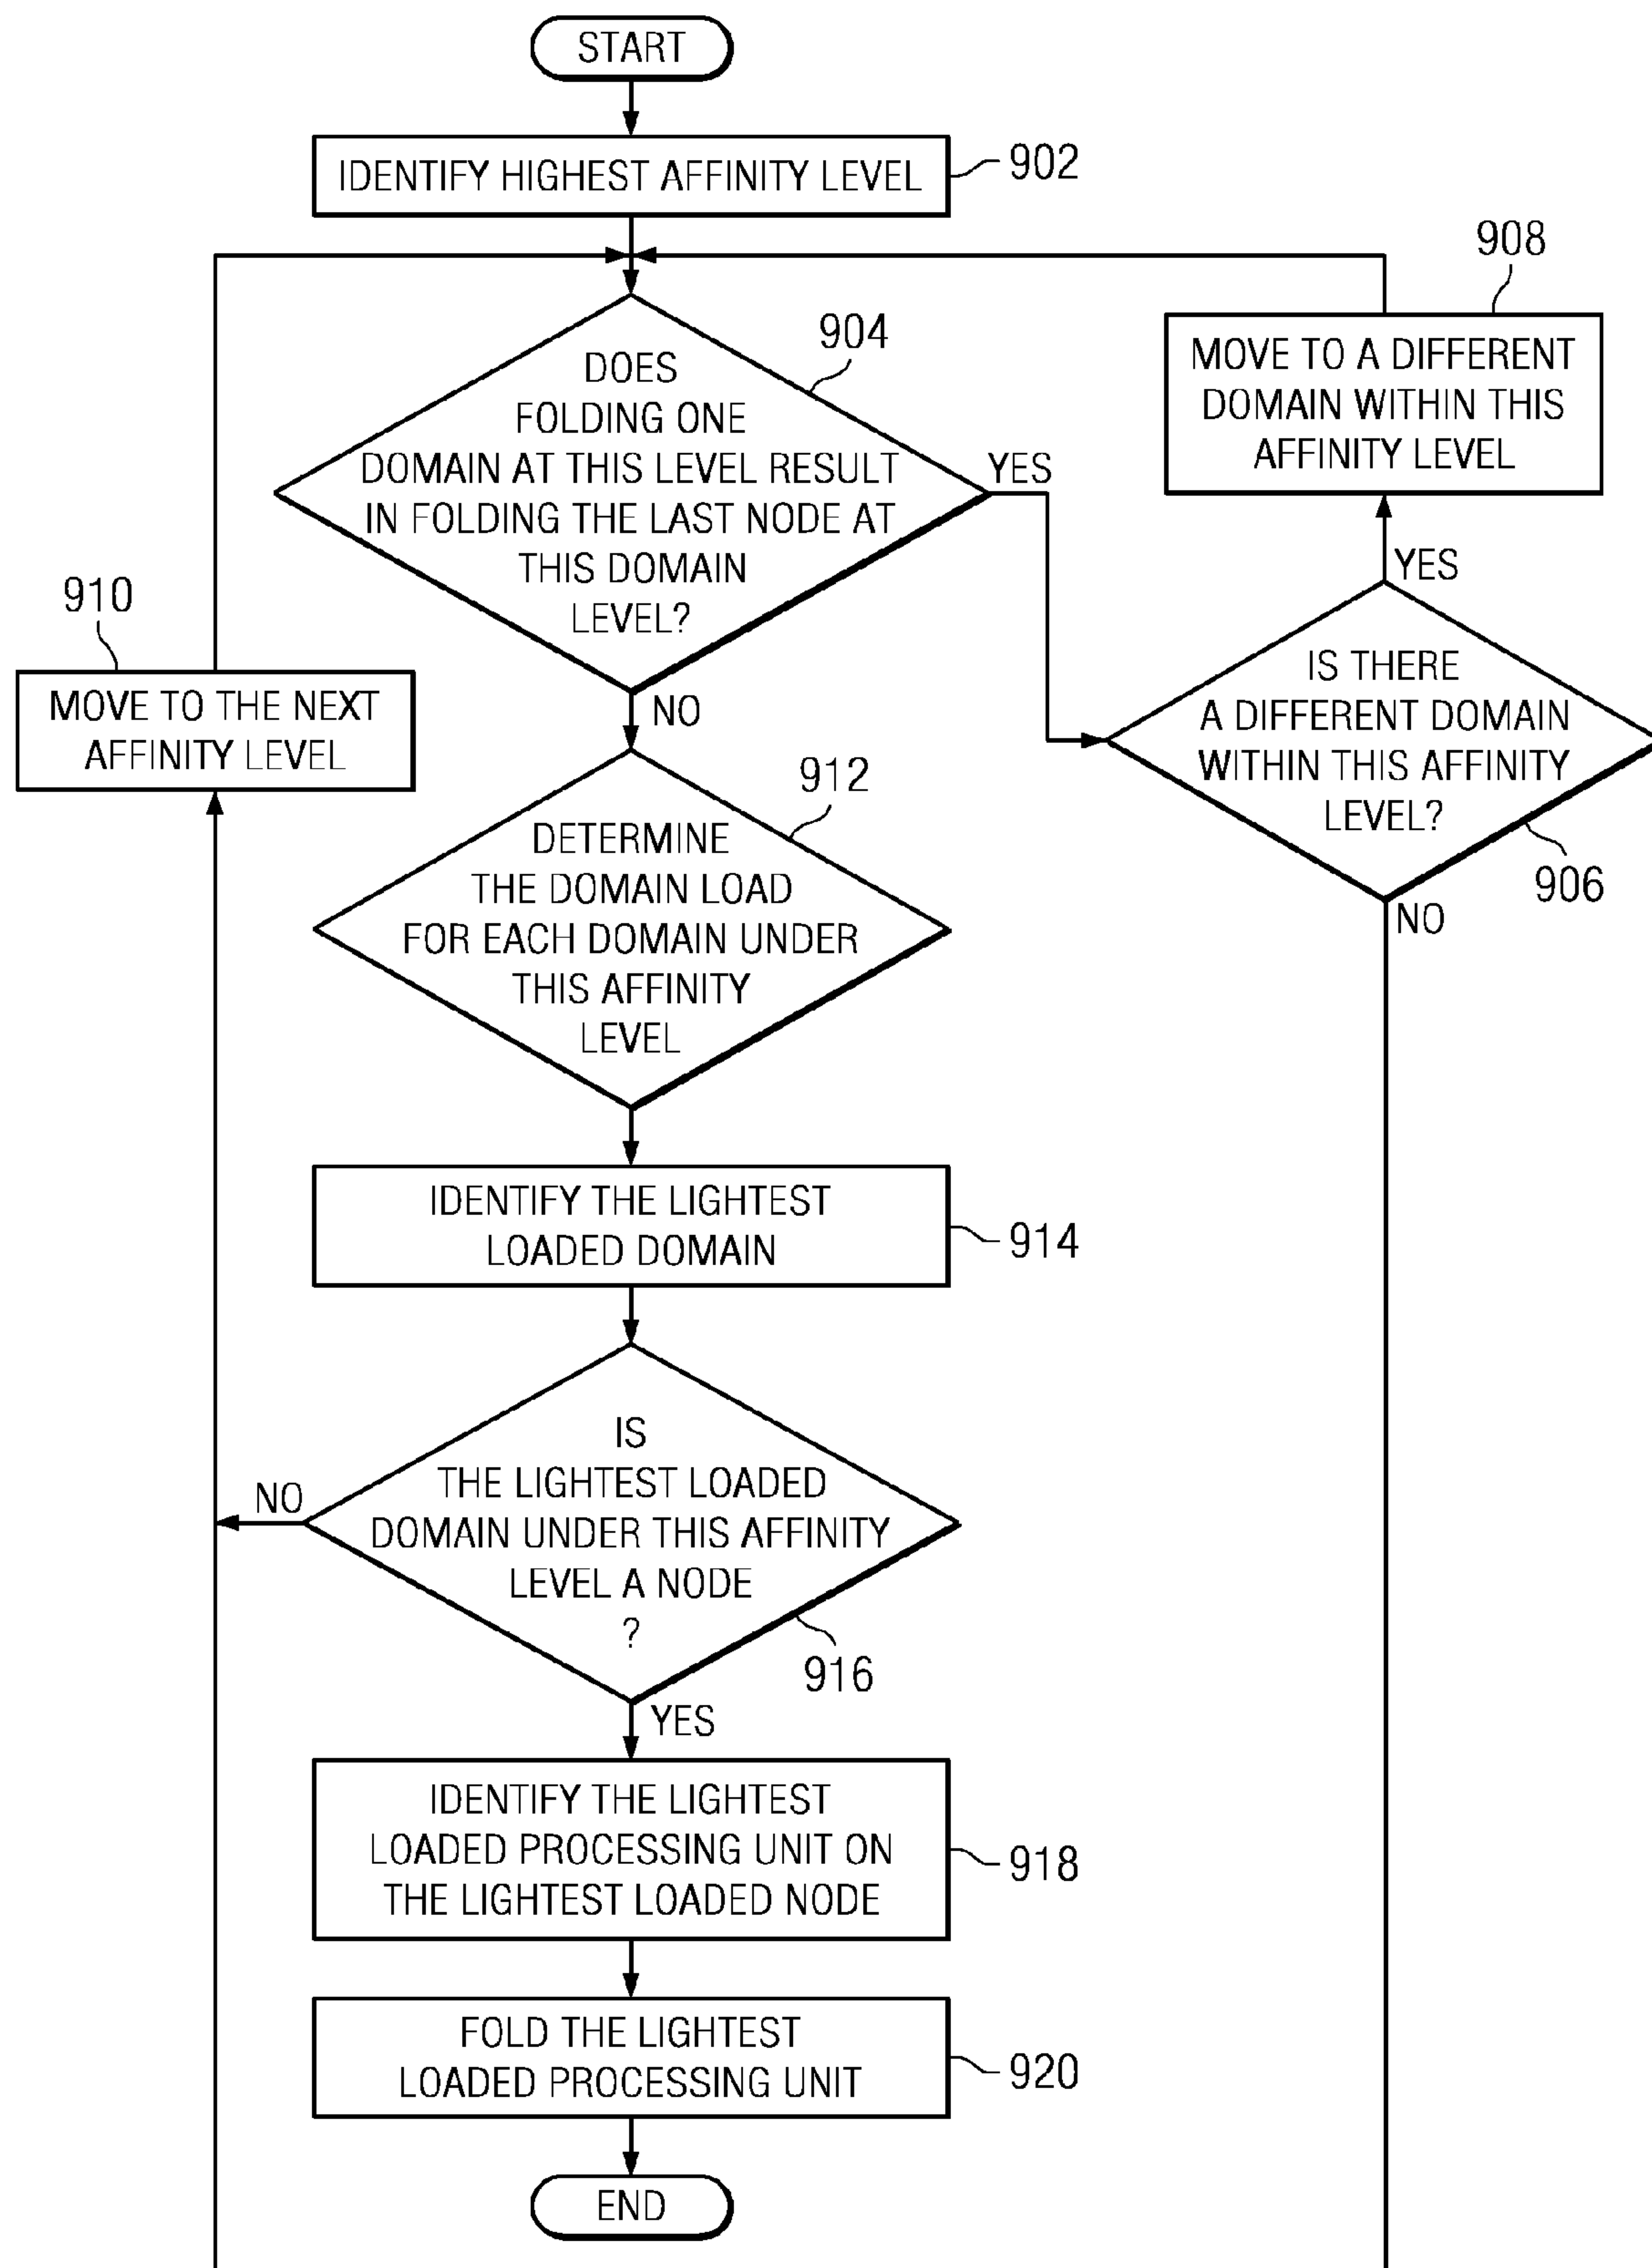 START
IDENTIFY HIGHEST AFFINITY LEVEL
902
908
904
DOES
FOLDING ONE
DOMAIN AT THIS LEVEL RESULT
IN FOLDING THE LAST NODE AT
THIS DOMAIN
LEVEL?
YES
MOVE TO A DIFFERENT
DOMAIN WITHIN THIS
AFFINITY LEVEL
YES
910
MOVE TO THE NEXT
AFFINITY LEVEL
NO
IS THERE
A DIFFERENT DOMAIN
WITHIN THIS AFFINITY
LEVEL?
906
NO
912
DETERMINE
THE DOMAIN LOAD
FOR EACH DOMAIN UNDER
THIS AFFINITY
LEVEL
IDENTIFY THE LIGHTEST
LOADED DOMAIN
914
IS
THE LIGHTEST LOADED
DOMAIN UNDER THIS AFFINITY
LEVEL A NODE
?
NO
916
YES
IDENTIFY THE LIGHTEST
LOADED PROCESSING UNIT ON
THE LIGHTEST LOADED NODE
918
FOLD THE LIGHTEST
LOADED PROCESSING UNIT
920
END